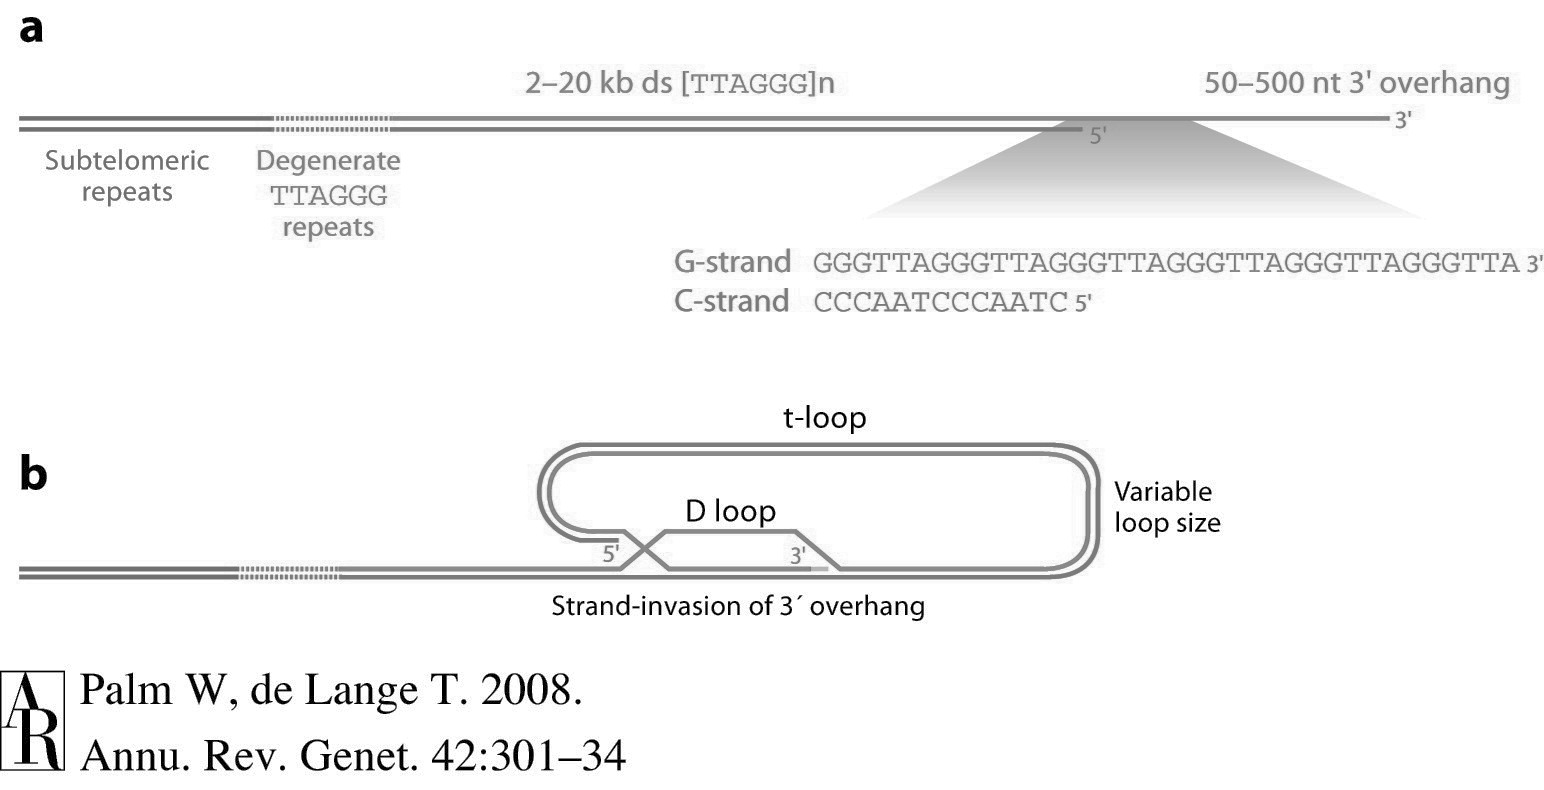 a
2–20 kb ds [TTAGGG]n
50–500 nt 3' overhang
3'
5'
Subtelomeric
repeats
Degenerate
TTAGGG
repeats
G-strand GGGTTAGGGTTAGGGTTAGGGTTAGGGTTAGGGTTA 3'
C-strand CCCAATCCCAATC 5'
b
t-loop
D loop
Variable
loop size
5'
3'
Strand-invasion of 3´ overhang
AR
Palm W, de Lange T. 2008.
Annu. Rev. Genet. 42:301–34